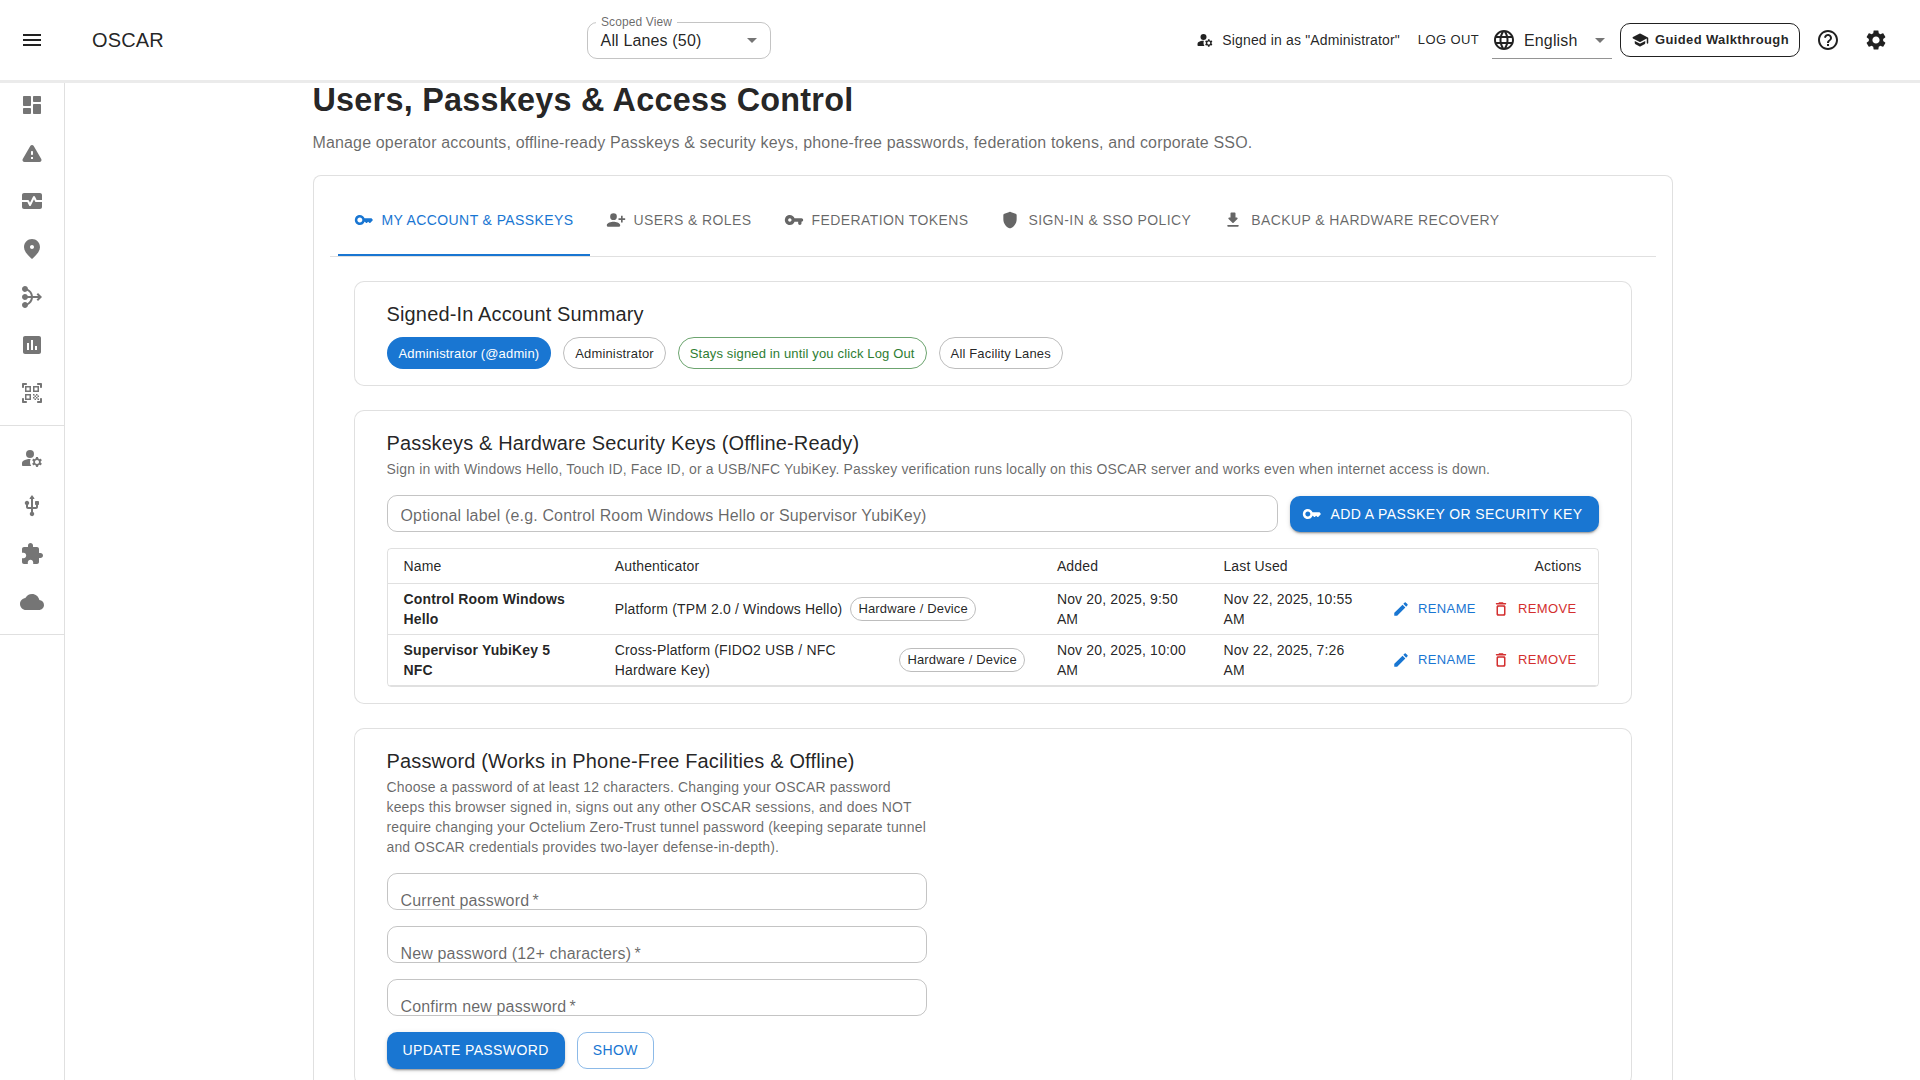 OSCAR
Scoped View
All Lanes (50)
Signed in as "Administrator"
LOG OUT
English
Guided Walkthrough
Users, Passkeys & Access Control
Manage operator accounts, offline-ready Passkeys & security keys, phone-free passwords, federation tokens, and corporate SSO.
MY ACCOUNT & PASSKEYS
USERS & ROLES
FEDERATION TOKENS
SIGN-IN & SSO POLICY
BACKUP & HARDWARE RECOVERY
Signed-In Account Summary
Administrator (@admin)
Administrator
Stays signed in until you click Log Out
All Facility Lanes
Passkeys & Hardware Security Keys (Offline-Ready)
Sign in with Windows Hello, Touch ID, Face ID, or a USB/NFC YubiKey. Passkey verification runs locally on this OSCAR server and works even when internet access is down.
Optional label (e.g. Control Room Windows Hello or Supervisor YubiKey)
ADD A PASSKEY OR SECURITY KEY
Name
Authenticator
Added
Last Used
Actions
Control Room Windows
Hello
Platform (TPM 2.0 / Windows Hello)
Hardware / Device
Nov 20, 2025, 9:50
AM
Nov 22, 2025, 10:55
AM
RENAME
REMOVE
Supervisor YubiKey 5
NFC
Cross-Platform (FIDO2 USB / NFC
Hardware Key)
Hardware / Device
Nov 20, 2025, 10:00
AM
Nov 22, 2025, 7:26
AM
RENAME
REMOVE
Password (Works in Phone-Free Facilities & Offline)
Choose a password of at least 12 characters. Changing your OSCAR password
keeps this browser signed in, signs out any other OSCAR sessions, and does NOT
require changing your Octelium Zero-Trust tunnel password (keeping separate tunnel
and OSCAR credentials provides two-layer defense-in-depth).
Current password *
New password (12+ characters) *
Confirm new password *
UPDATE PASSWORD
SHOW